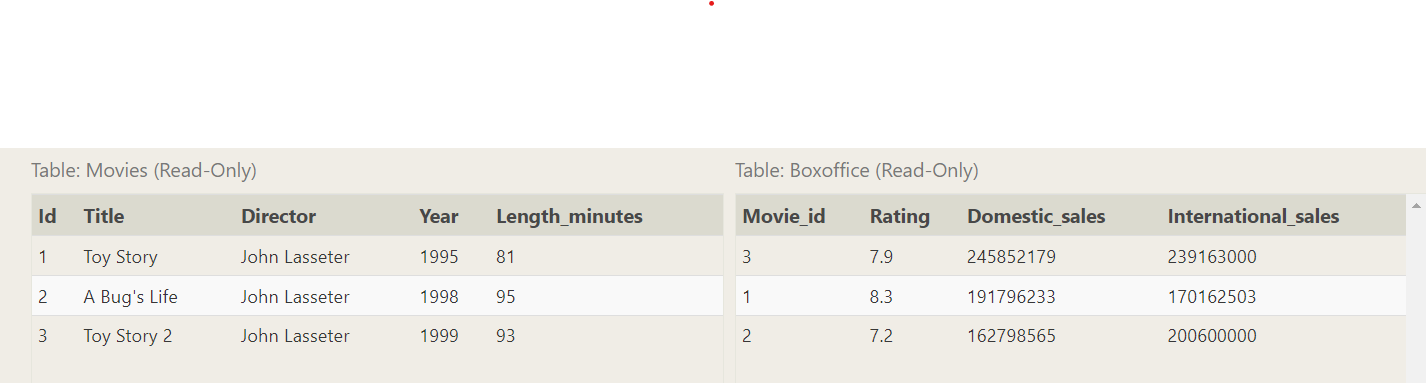 Table: Movies (Read-Only)
Id Title Director Year Length_minutes
1 Toy Story John Lasseter 1995 81
2 A Bug's Life John Lasseter 1998 95
3 Toy Story 2 John Lasseter 1999 93
Table: Boxoffice (Read-Only)
Movie_id Rating Domestic_sales International_sales
3 7.9 245852179 239163000
1 8.3 191796233 170162503
2 7.2 162798565 200600000